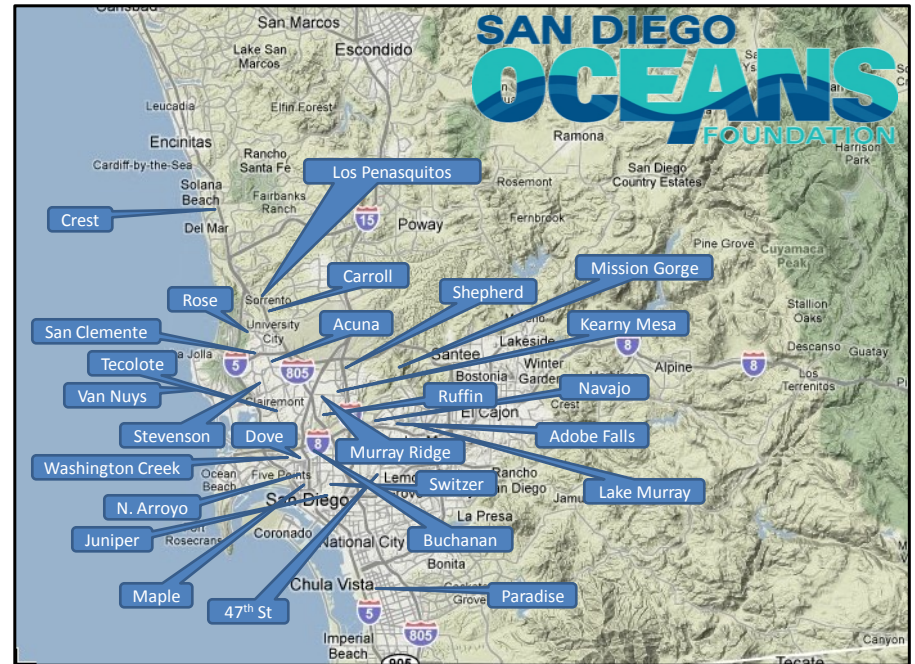 San Marcos
SAN DIEGO
OCEANS
FOUNDATION
Lake San
Marcos
Escondido
Leucadia
Elfin Forest
Encinitas
Ramona
Harrison
Park
Cardiff-by-the-Sea
Rancho
Santa Fe
Los Penasquitos
San Diego
Country Estates
Solana
Beach
Fairbanks
Ranch
Rosemont
Crest
15
Poway
Fernbrook
Del Mar
Pine Grove
Cuyamaca
Peak
Mission Gorge
Carroll
Shepherd
Rose
Sorrento
Stallion
Oaks
University
City
Acuna
Kearny Mesa
San Clemente
Lakeside
8
Descanso
Guatay
Jolla
Santee
Tecolote
5
805
Winter
Alpine
8
Bostonia
Los
Terrenitos
Van Nuys
Ruffin
Navajo
El Cajon
Crest
Stevenson
Dove
8
Murray Ridge
Adobe Falls
Washington Creek
Ocean
Beach
Five Points
Switzer
Rancho
San Diego
Lake Murray
N. Arroyo
San Diego
La Presa
Juniper
Coronado
National City
Buchanan
Bonita
Maple
Chula Vista
Paradise
47th St
5
Imperial
Beach
805
905
Canyon
Tecate